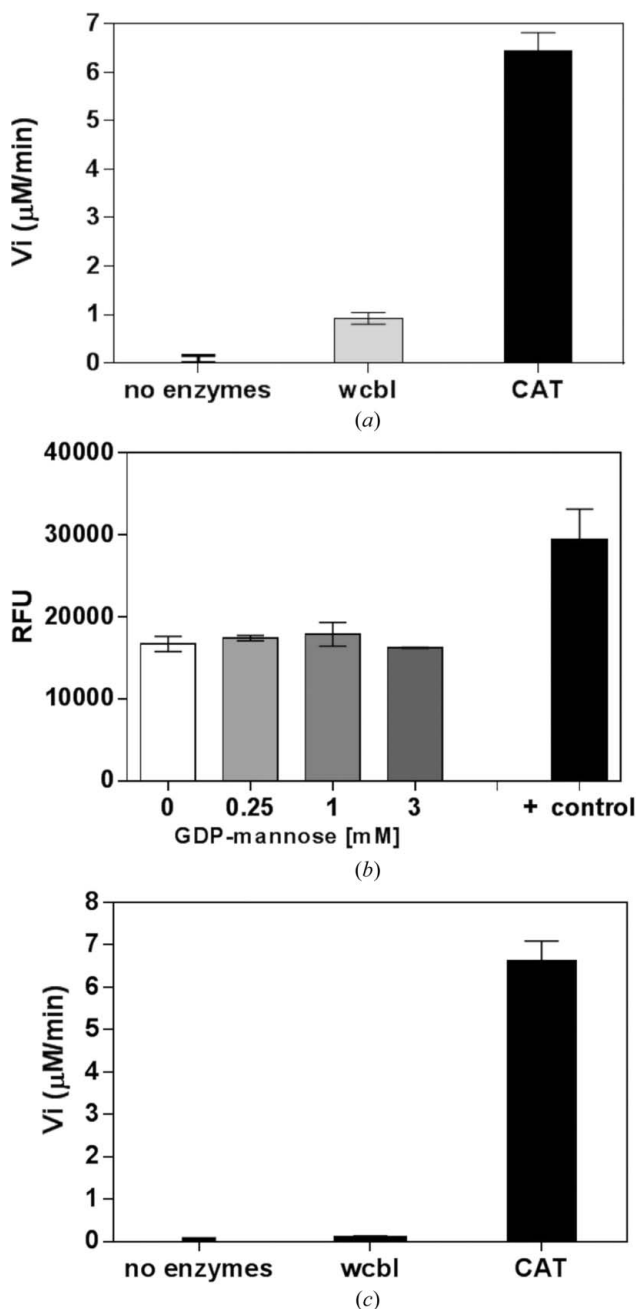 7
6
5
4
3
2
1
0
Vi (μM/min)
no enzymes wcbl CAT
(a)
40000
30000
20000
10000
0
RFU
0 0.25 1 3 + control
GDP-mannose [mM]
(b)
8
7
6
5
4
3
2
1
0
Vi (μM/min)
no enzymes wcbl CAT
(c)